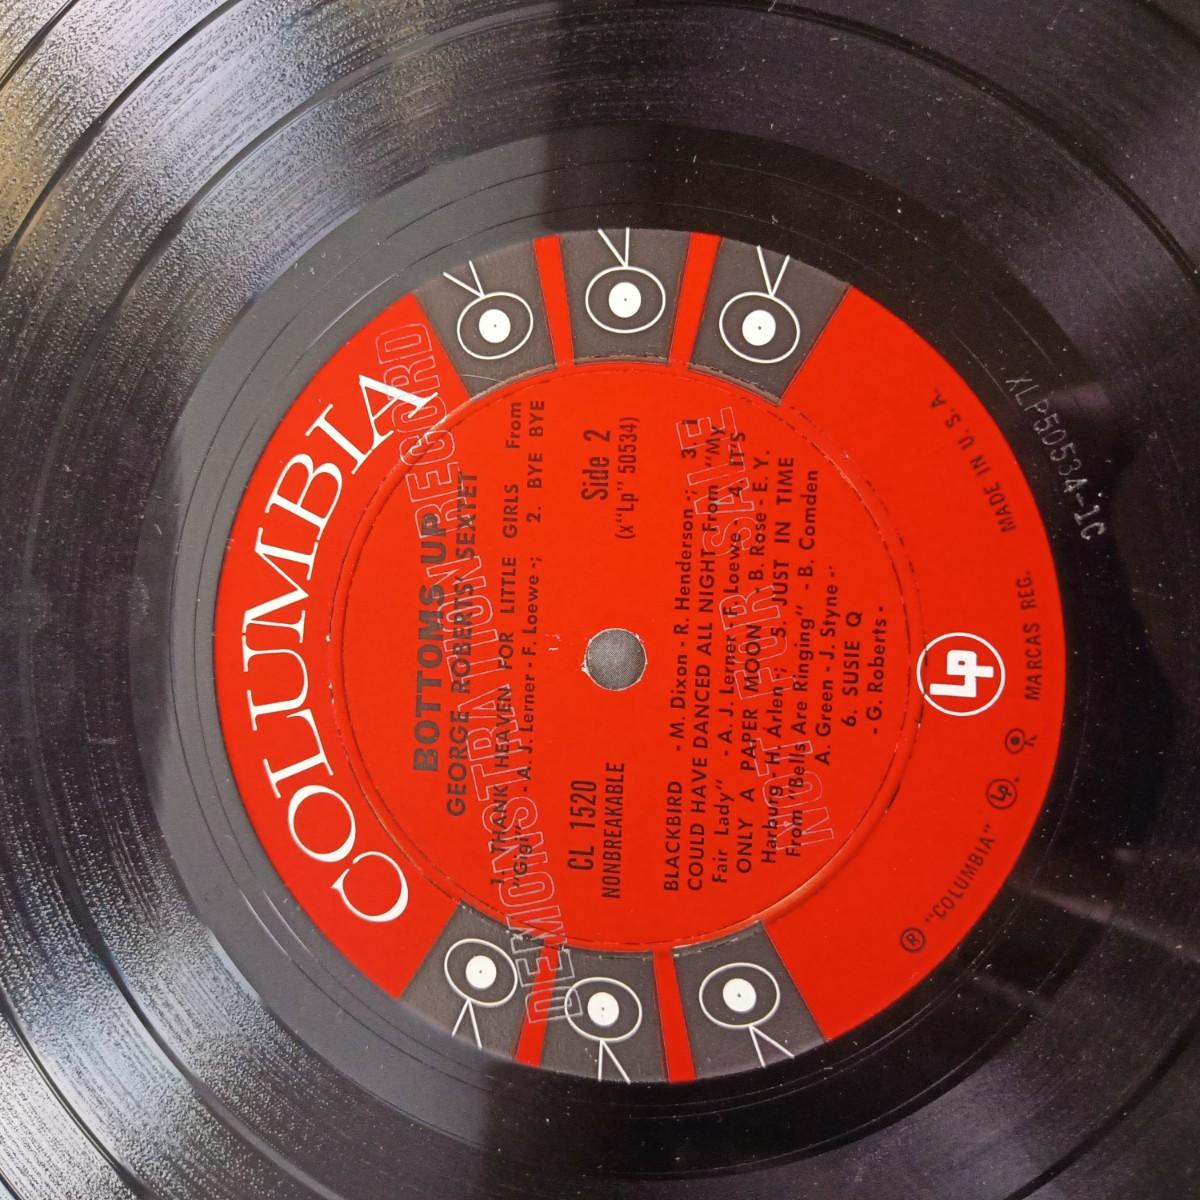 COLUMBIA
BOTTOMS UP
GEORGE ROBERTS' SEXTET
1. THANK HEAVEN FOR LITTLE GIRLS From
"Gigi" - A. J. Lerner - F. Loewe -; 2. BYE BYE
CL 1520
NONBREAKABLE
Side 2
(x"Lp" 50534)
BLACKBIRD - M. Dixon - R. Henderson -; 3. I
COULD HAVE DANCED ALL NIGHT From "My
Fair Lady" - A. J. Lerner - F. Loewe -; 4. IT'S
ONLY A PAPER MOON - B. Rose - E. Y.
Harburg - H. Arlen -; 5. JUST IN TIME
From "Bells Are Ringing" - B. Comden
A. Green - J. Styne -;
6. SUSIE Q
- G. Roberts -
DEMONSTRATION RECORD
NOT FOR SALE
Lp
® "COLUMBIA" Lp MARCAS REG. MADE IN U.S.A.
XLP50534-1C